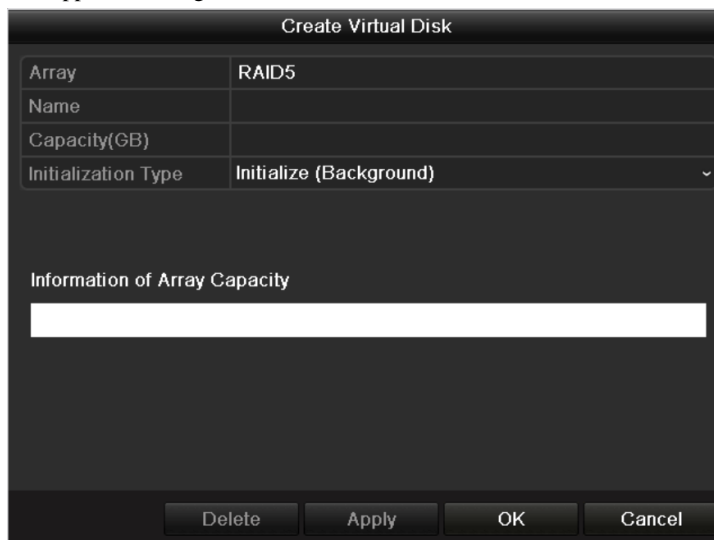 Create Virtual Disk
Array RAID5
Name
Capacity(GB)
Initialization Type Initialize (Background)
Information of Array Capacity
Delete Apply OK Cancel